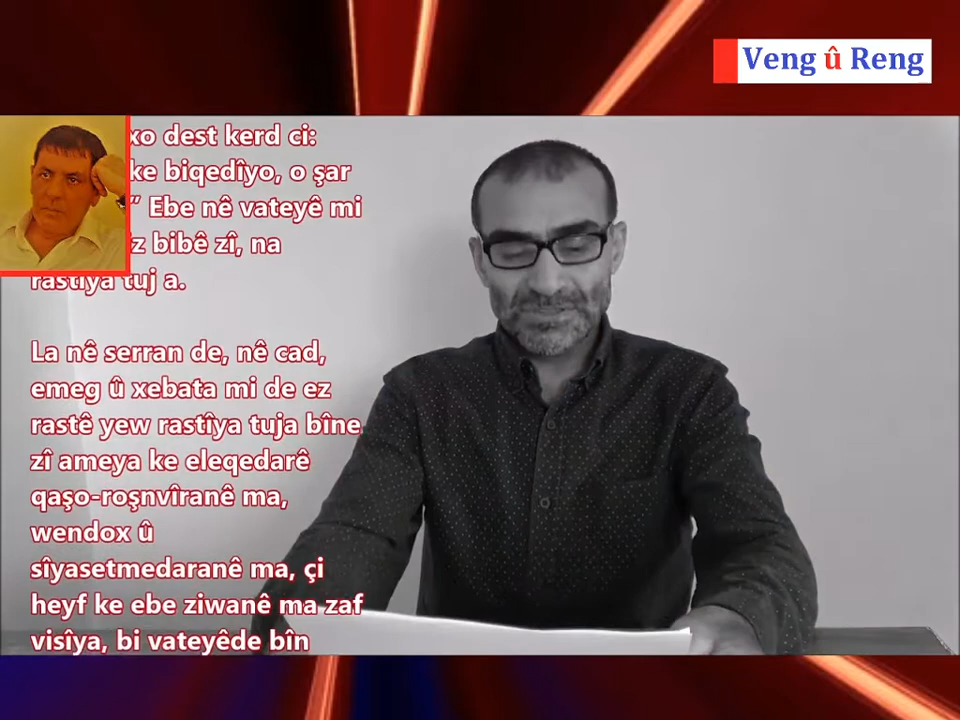 Veng û Reng
xo dest kerd ci:
ke biqedîyo, o şar
” Ebe nê vateyê mi
bibê zî, na
rastîya tuj a.
La nê serran de, nê cad,
emeg û xebata mi de ez
rastê yew rastîya tuja bîne
zî ameya ke eleqedarê
qaşo-roşnvîranê ma,
wendox û
sîyasetmedaranê ma, çi
heyf ke ebe ziwanê ma zaf
visîya, bi vateyêde bîn